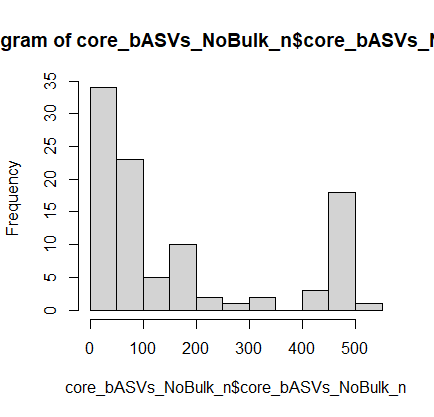 gram of core_bASVs_NoBulk_n$core_bASVs_N
Frequency
35
30
25
20
15
10
5
0
0 100 200 300 400 500
core_bASVs_NoBulk_n$core_bASVs_NoBulk_n